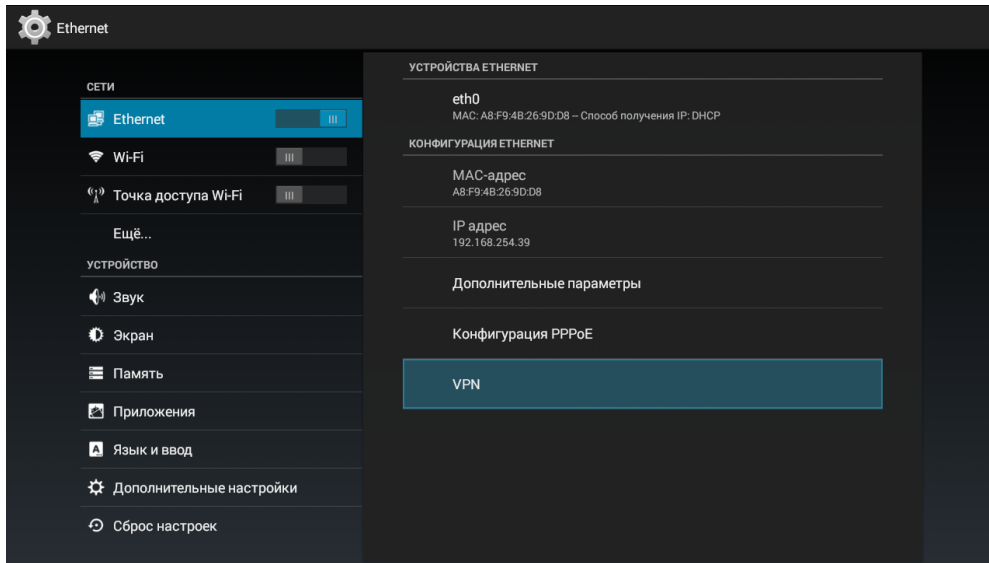 Ethernet
СЕТИ
Ethernet
Wi-Fi
Точка доступа Wi-Fi
Ещё...
УСТРОЙСТВО
Звук
Экран
Память
Приложения
Язык и ввод
Дополнительные настройки
Сброс настроек
УСТРОЙСТВА ETHERNET
eth0
MAC: A8:F9:4B:26:9D:D8 – Способ получения IP: DHCP
КОНФИГУРАЦИЯ ETHERNET
MAC-адрес
A8:F9:4B:26:9D:D8
IP адрес
192.168.254.39
Дополнительные параметры
Конфигурация PPPoE
VPN